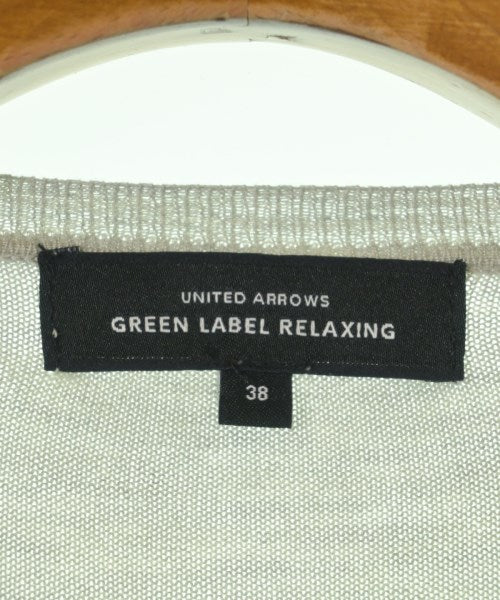 UNITED ARROWS
GREEN LABEL RELAXING
38